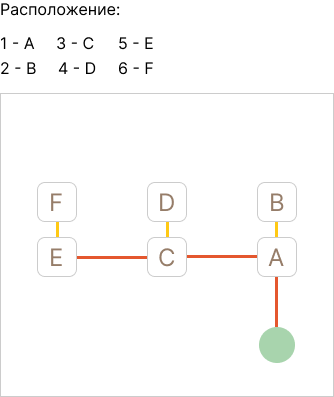 Расположение:
1 - A 3 - C 5 - E
2 - B 4 - D 6 - F
F D B
E C A